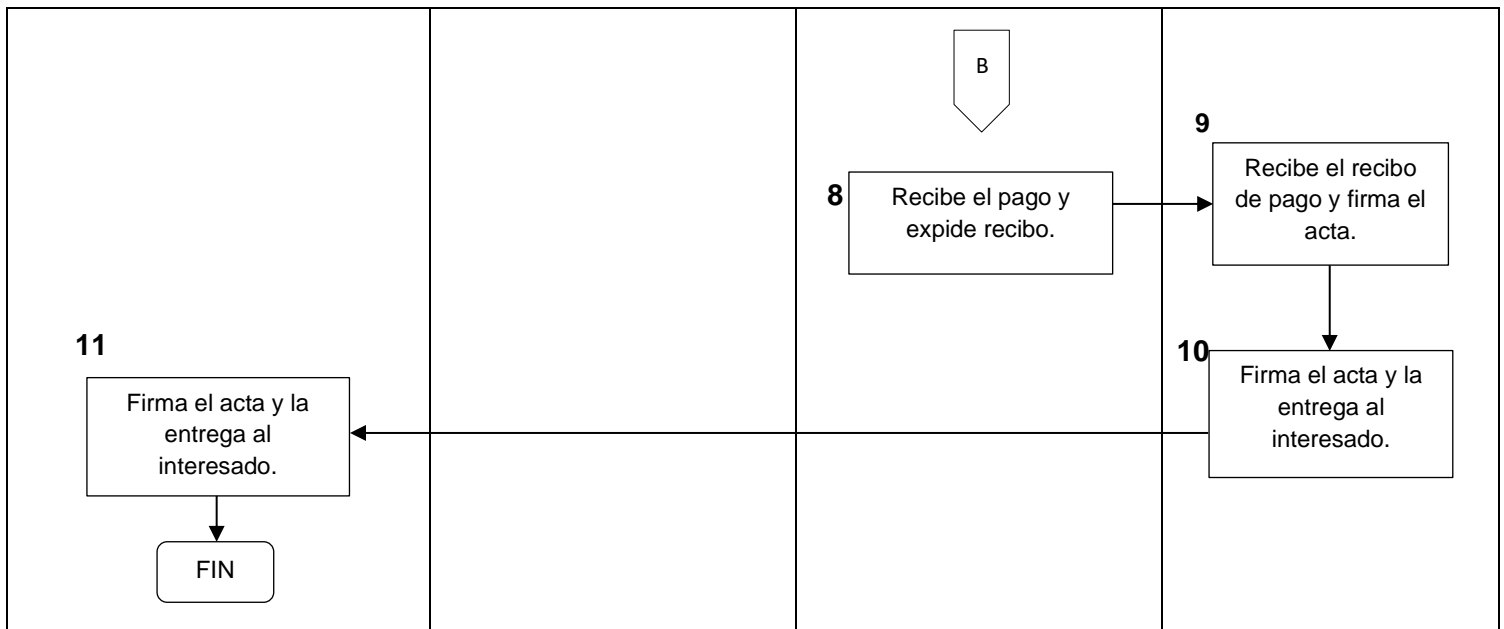 B
8
Recibe el pago y
expide recibo.
9
Recibe el recibo
de pago y firma el
acta.
10
Firma el acta y la
entrega al
interesado.
11
Firma el acta y la
entrega al
interesado.
FIN